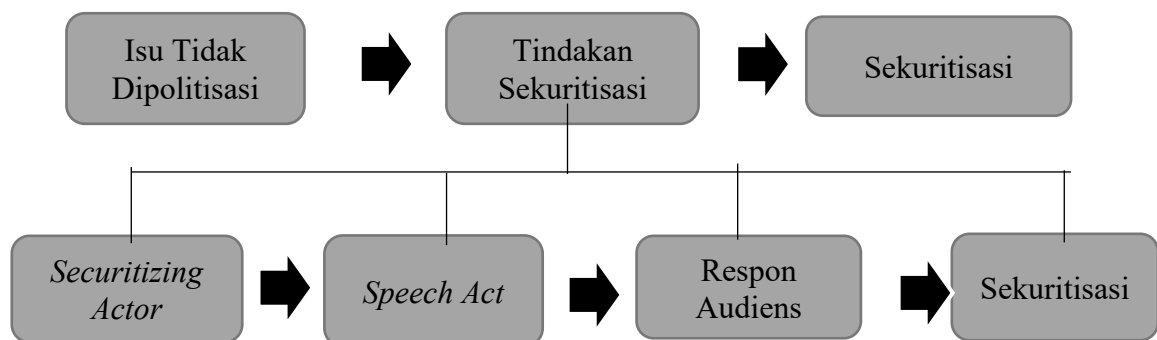 Isu Tidak
Dipolitisasi
Tindakan
Sekuritisasi
Sekuritisasi
Securitizing
Actor
Speech Act
Respon
Audiens
Sekuritisasi